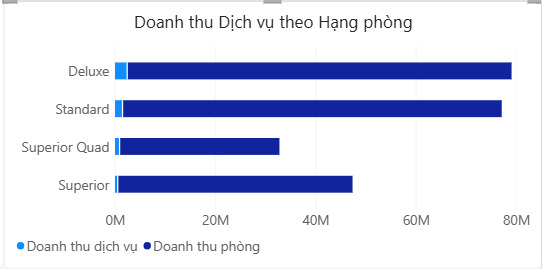 Doanh thu Dịch vụ theo Hạng phòng
Deluxe
Standard
Superior Quad
Superior
0M 20M 40M 60M 80M
Doanh thu dịch vụ Doanh thu phòng